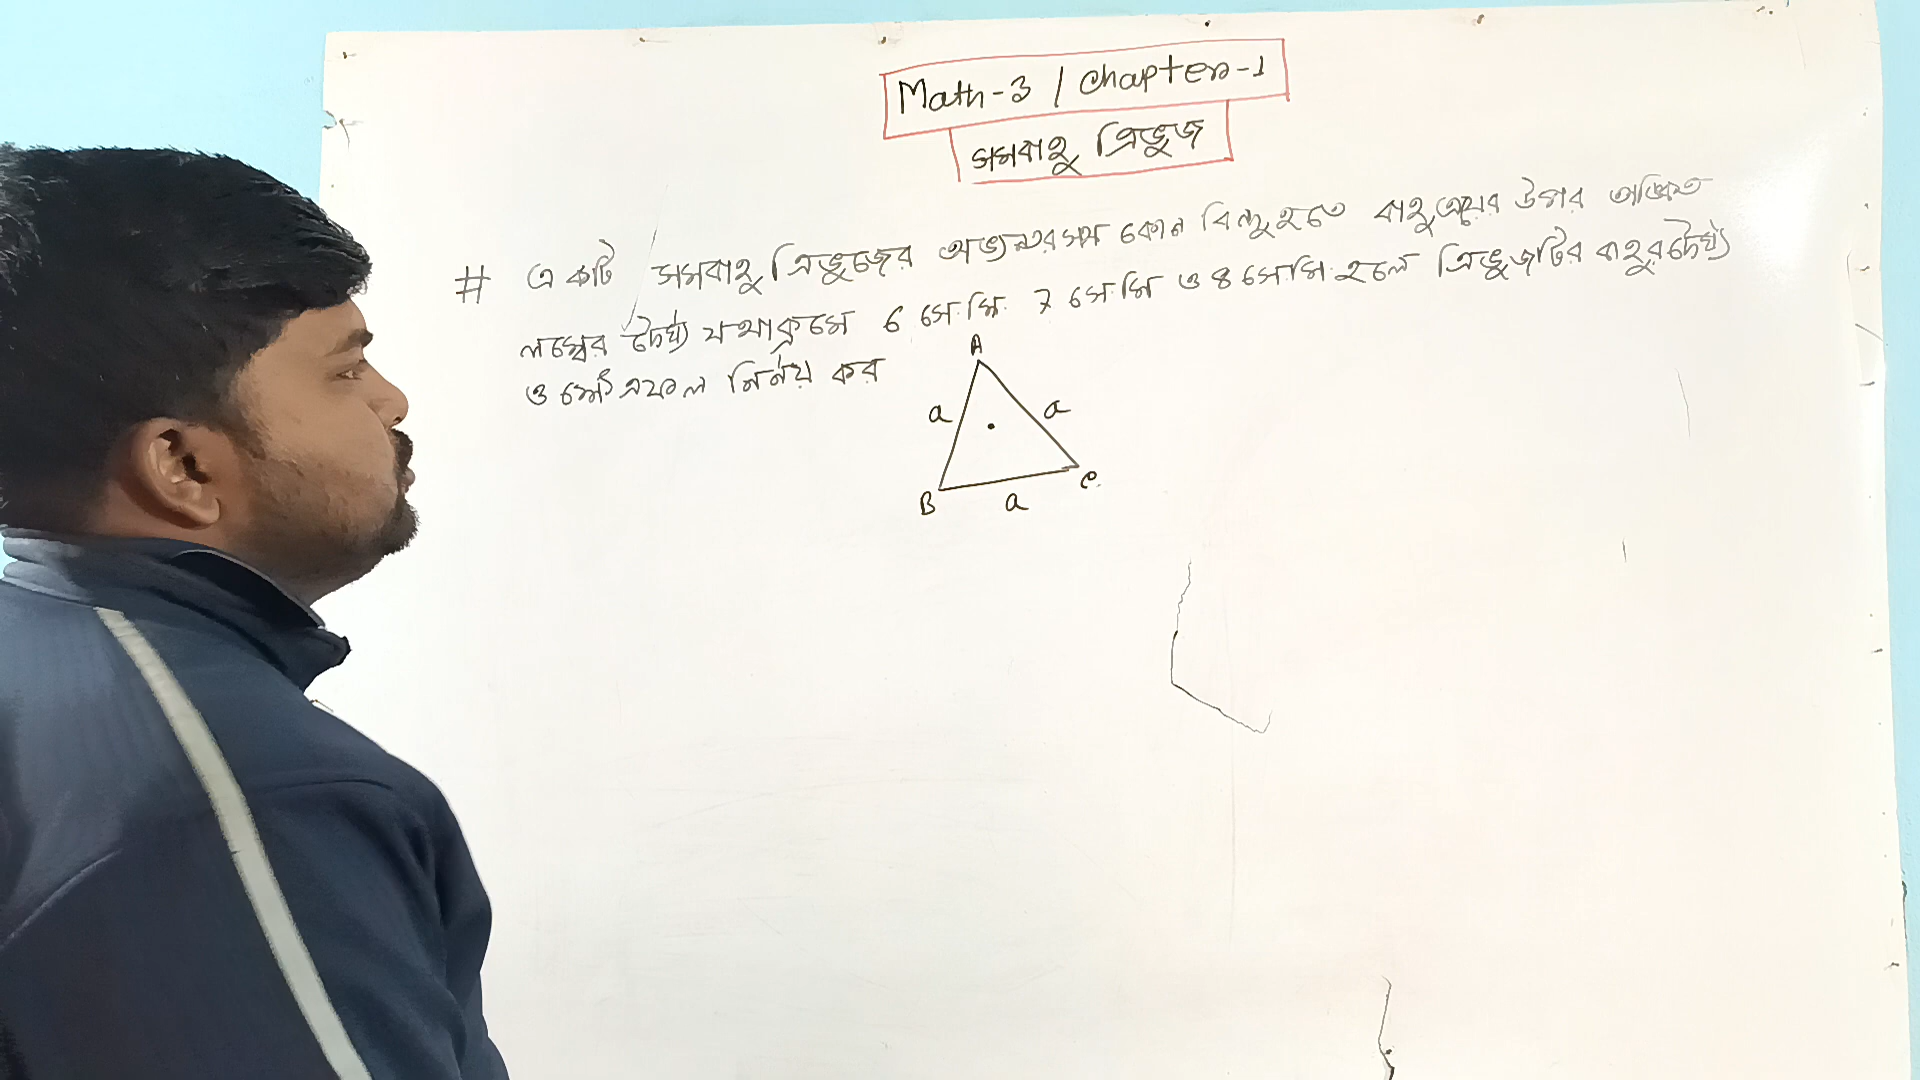 Math-3 / Chapter-1
সমবাহু ত্রিভুজ
# একটি সমবাহু ত্রিভুজের অভ্যন্তরস্থ কোন বিন্দু হতে বাহুত্রয়ের উপর অঙ্কিত
লম্বের দৈর্ঘ্য যথাক্রমে 6 সে.মি. 7 সে.মি ও 8 সে.মি. হলে ত্রিভুজটির বাহুর দৈর্ঘ্য
ও ক্ষেত্রফল নির্ণয় কর
A
a a
B a C